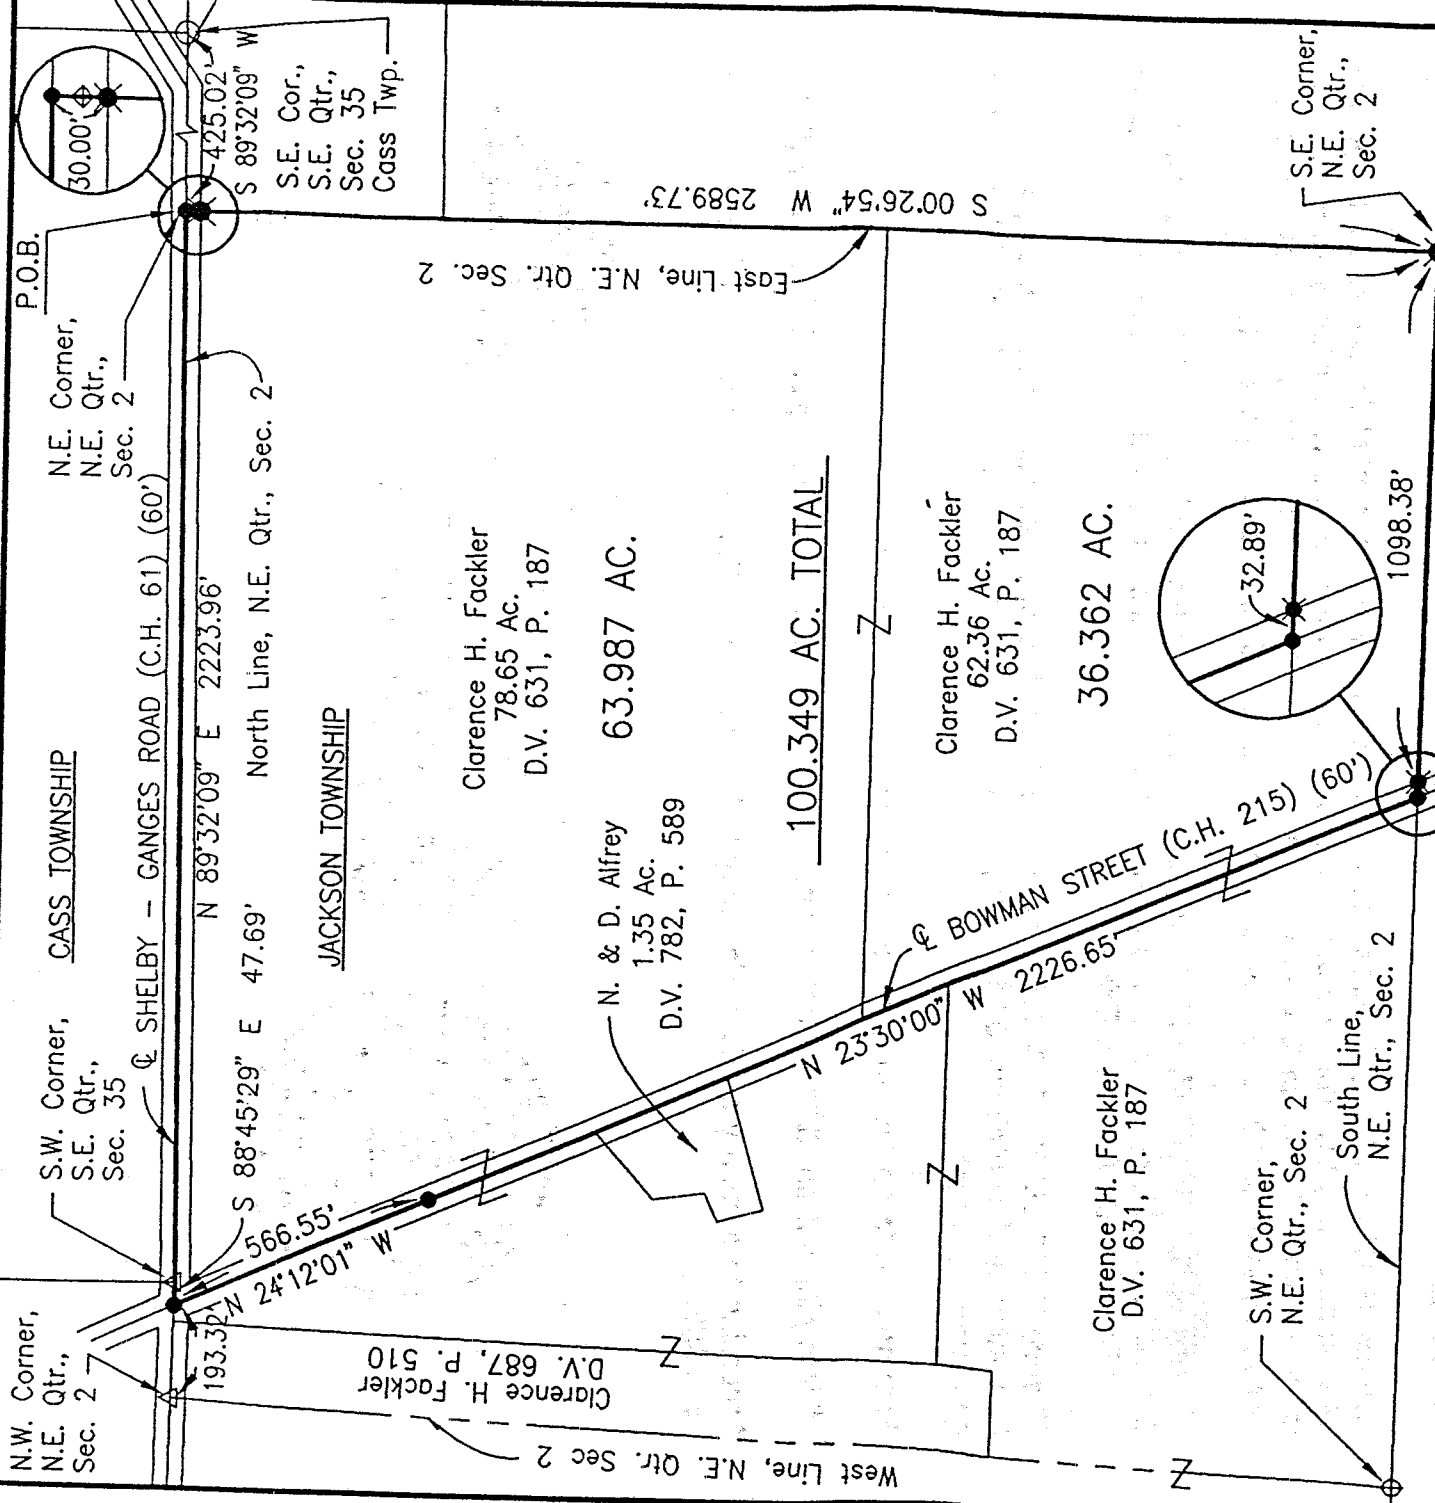 P.O.B.
30.00'
425.02'
S 89°32'09" W
S.E. Cor.,
S.E. Qtr.,
Sec. 35
Cass Twp.
N.E. Corner,
N.E. Qtr.,
Sec. 2
CASS TOWNSHIP
℄ SHELBY - GANGES ROAD (C.H. 61) (60')
N 89°32'09" E 2223.96'
North Line, N.E. Qtr., Sec. 2
S.W. Corner,
S.E. Qtr.,
Sec. 35
S 88°45'29" E 47.69'
N.W. Corner,
N.E. Qtr.,
Sec. 2
193.32'
566.55'
N 24°12'01" W
JACKSON TOWNSHIP
Clarence H. Fackler
78.65 Ac.
D.V. 631, P. 187
63.987 AC.
East Line, N.E. Qtr. Sec. 2
S 00°26'54" W 2589.73'
S.E. Corner,
N.E. Qtr.,
Sec. 2
N. & D. Alfrey
1.35 Ac.
D.V. 782, P. 589
100.349 AC. TOTAL
Clarence H. Fackler
62.36 Ac.
D.V. 631, P. 187
36.362 AC.
32.89'
1098.38'
℄ BOWMAN STREET (C.H. 215) (60')
N 23°30'00" W 2226.65'
Clarence H. Fackler
D.V. 687, P. 510
West Line, N.E. Qtr. Sec 2
Clarence H. Fackler
D.V. 631, P. 187
S.W. Corner,
N.E. Qtr., Sec. 2
South Line,
N.E. Qtr., Sec. 2